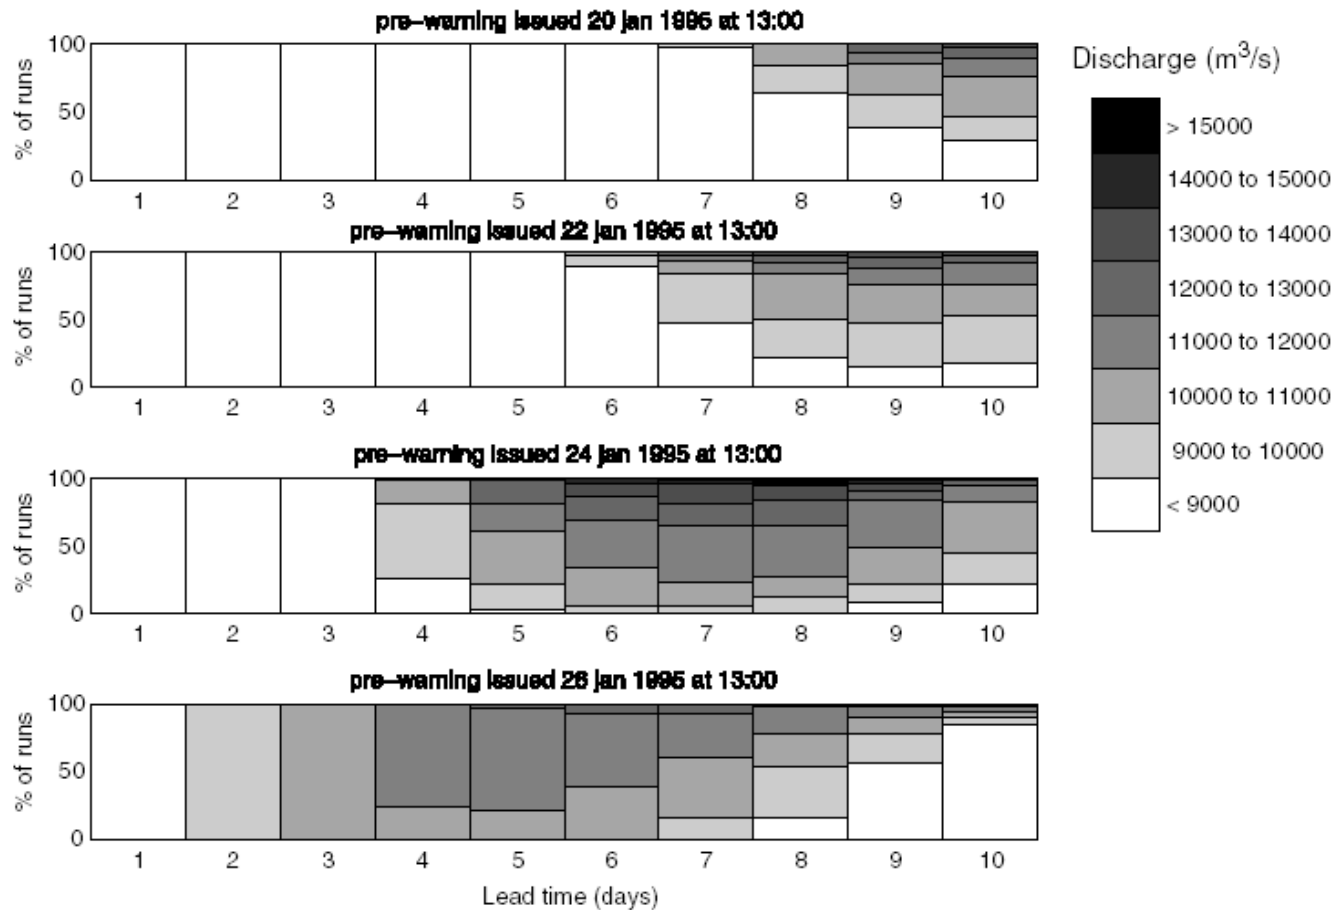 pre-warning issued 20 jan 1995 at 13:00
% of runs
100
50
0
1 2 3 4 5 6 7 8 9 10
pre-warning issued 22 jan 1995 at 13:00
% of runs
100
50
0
1 2 3 4 5 6 7 8 9 10
pre-warning issued 24 jan 1995 at 13:00
% of runs
100
50
0
1 2 3 4 5 6 7 8 9 10
pre-warning issued 26 jan 1995 at 13:00
% of runs
100
50
0
1 2 3 4 5 6 7 8 9 10
Lead time (days)
Discharge (m³/s)
> 15000
14000 to 15000
13000 to 14000
12000 to 13000
11000 to 12000
10000 to 11000
9000 to 10000
< 9000